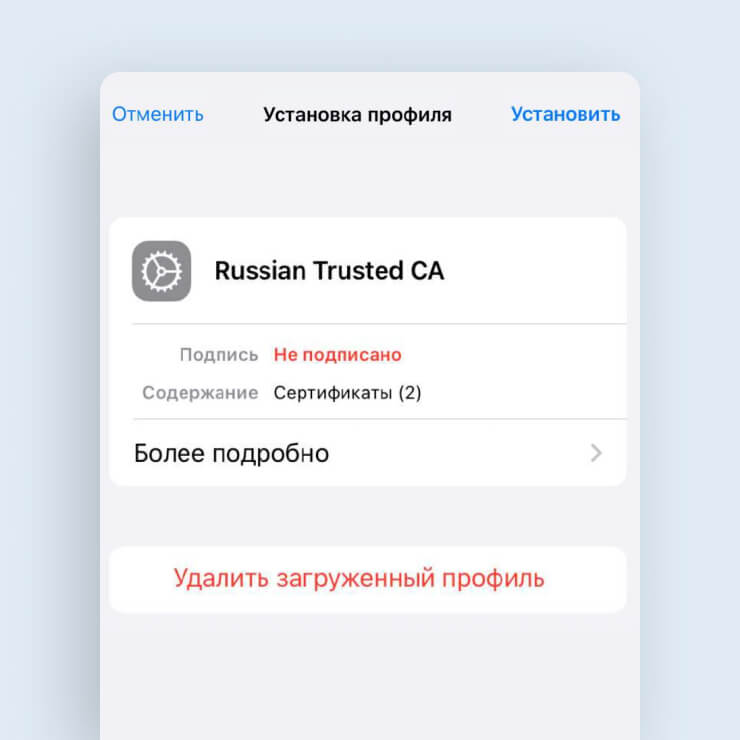 Отменить Установка профиля Установить
Russian Trusted CA
Подпись Не подписано
Содержание Сертификаты (2)
Более подробно
Удалить загруженный профиль